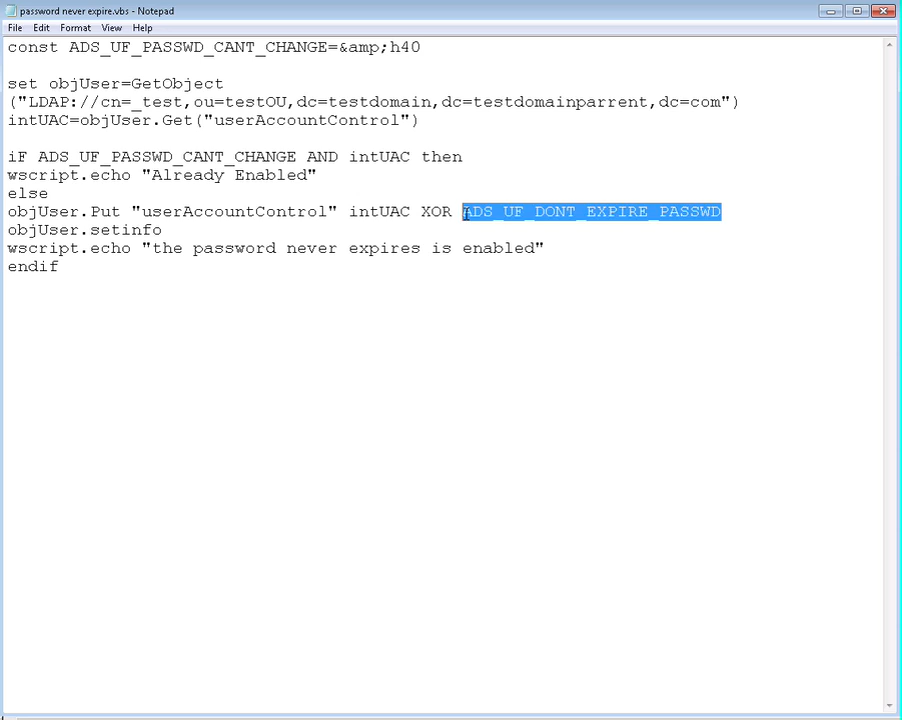 password never expire.vbs - Notepad
File Edit Format View Help
const ADS_UF_PASSWD_CANT_CHANGE=&amp;h40
set objUser=GetObject
("LDAP://cn=_test,ou=testOU,dc=testdomain,dc=testdomainparrent,dc=com")
intUAC=objUser.Get("userAccountControl")
iF ADS_UF_PASSWD_CANT_CHANGE AND intUAC then
wscript.echo "Already Enabled"
else
objUser.Put "userAccountControl" intUAC XOR ADS_UF_DONT_EXPIRE_PASSWD
objUser.setinfo
wscript.echo "the password never expires is enabled"
endif